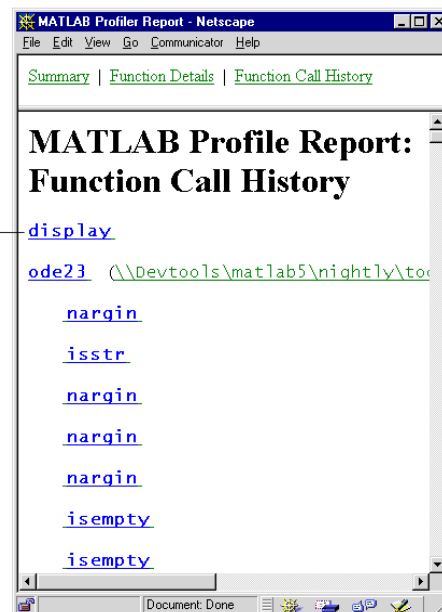 MATLAB Profiler Report - Netscape
File Edit View Go Communicator Help
Summary | Function Details | Function Call History
MATLAB Profile Report:
Function Call History
display
ode23 (\\Devtools\matlab5\nightly\too
nargin
isstr
nargin
nargin
nargin
isempty
isempty
Document: Done